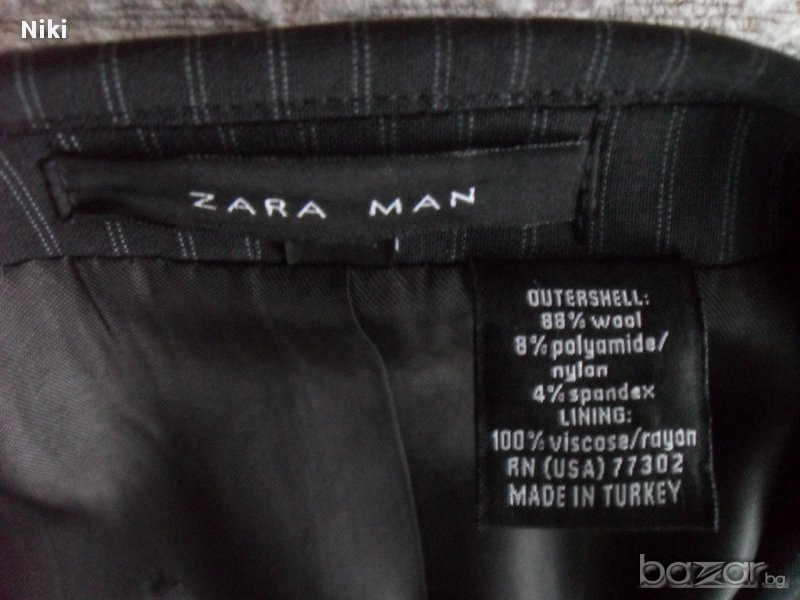 Niki
ZARA MAN
OUTERSHELL:
88% wool
8% polyamide/
nylon
4% spandex
LINING:
100% viscose/rayon
RN (USA) 77302
MADE IN TURKEY
bazar.bg